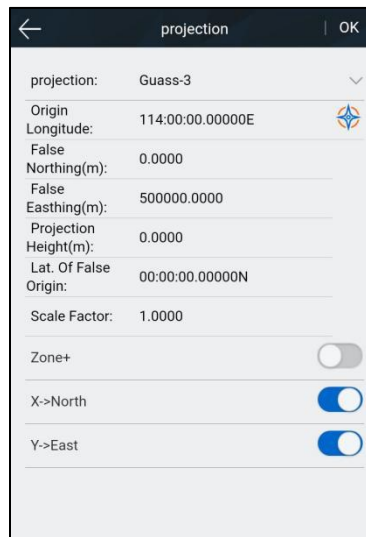 projection | OK
projection: Guass-3
Origin
Longitude: 114:00:00.00000E
False
Northing(m): 0.0000
False
Easthing(m): 500000.0000
Projection
Height(m): 0.0000
Lat. Of False
Origin: 00:00:00.00000N
Scale Factor: 1.0000
Zone+
X->North
Y->East